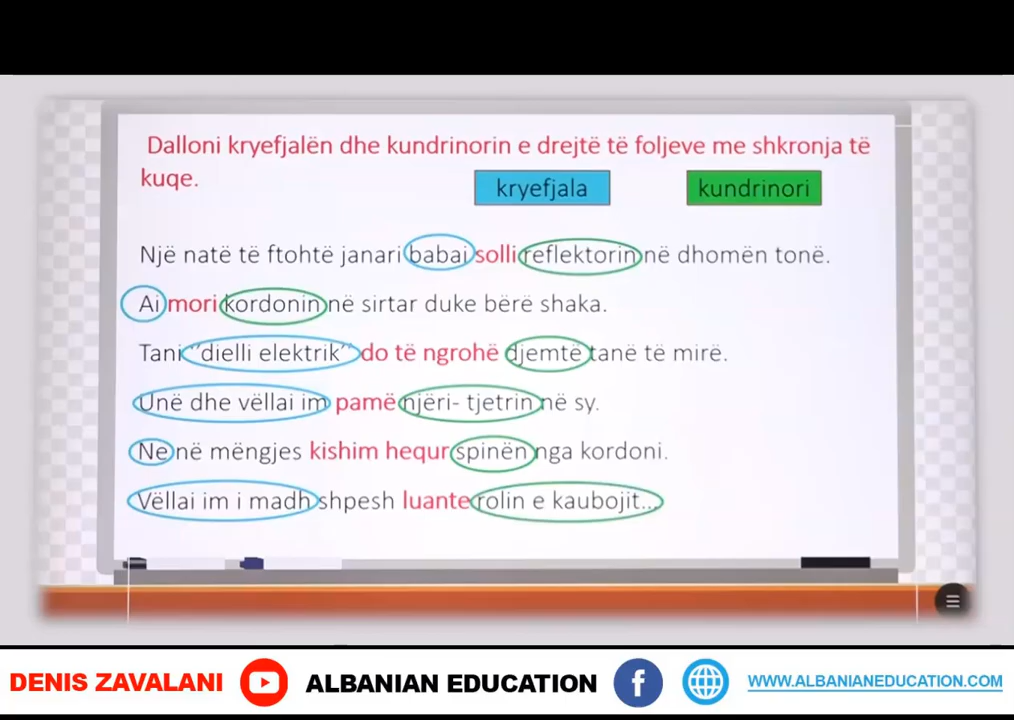 Dalloni kryefjalën dhe kundrinorin e drejtë të foljeve me shkronja të
kuqe.
kryefjala kundrinori
Një natë të ftohtë janari babai solli reflektorin në dhomën tonë.
Ai mori kordonin në sirtar duke bërë shaka.
Tani ‘’dielli elektrik’’ do të ngrohë djemtë tanë të mirë.
Unë dhe vëllai im pamë njëri- tjetrin në sy.
Ne në mëngjes kishim hequr spinën nga kordoni.
Vëllai im i madh shpesh luante rolin e kaubojit...
DENIS ZAVALANI ALBANIAN EDUCATION f WWW.ALBANIANEDUCATION.COM